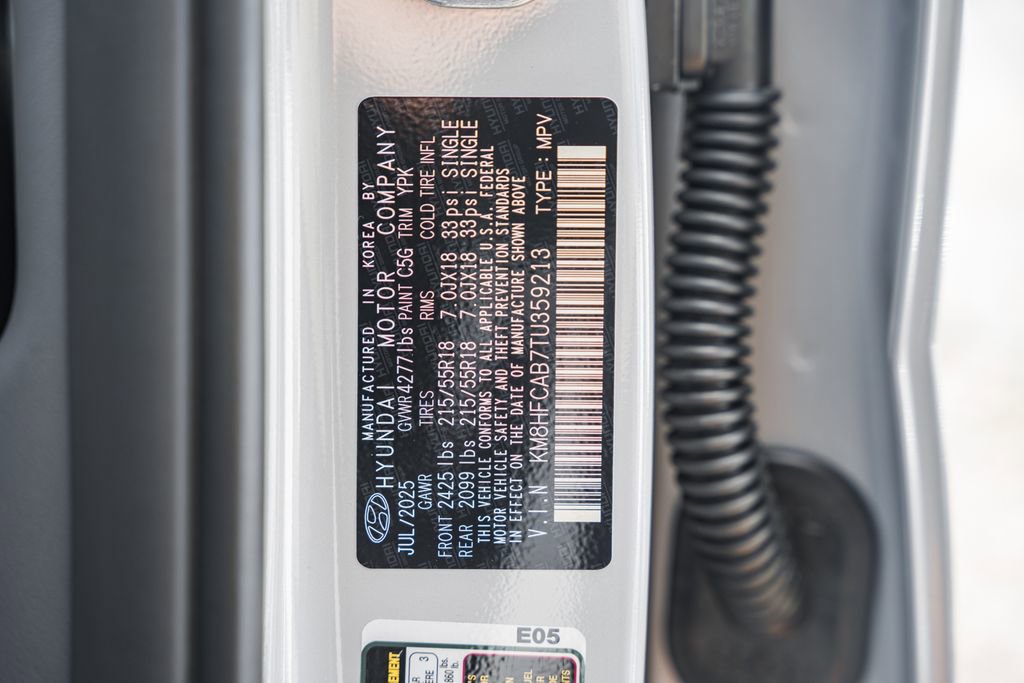 MANUFACTURED IN KOREA BY
HYUNDAI MOTOR COMPANY
JUL/2025 GVWR4277lbs PAINT C5G TRIM YPK
GAWR TIRES RIMS COLD TIRE INFL
FRONT 2425lbs 215/55R18 7.0JX18 33psi SINGLE
REAR 2099lbs 215/55R18 7.0JX18 33psi SINGLE
THIS VEHICLE CONFORMS TO ALL APPLICABLE U.S.A. FEDERAL
MOTOR VEHICLE SAFETY AND THEFT PREVENTION STANDARDS
IN EFFECT ON THE DATE OF MANUFACTURE SHOWN ABOVE
V.I.N KM8HFCAB7TU359213 TYPE : MPV
E05